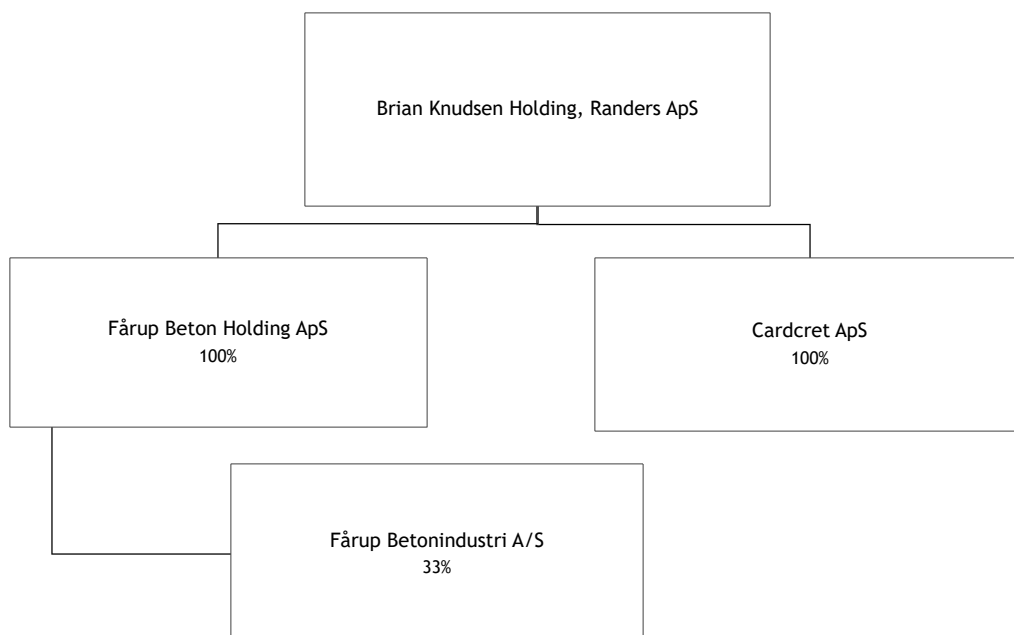 Brian Knudsen Holding, Randers ApS
Fårup Beton Holding ApS
100%
Cardcret ApS
100%
Fårup Betonindustri A/S
33%